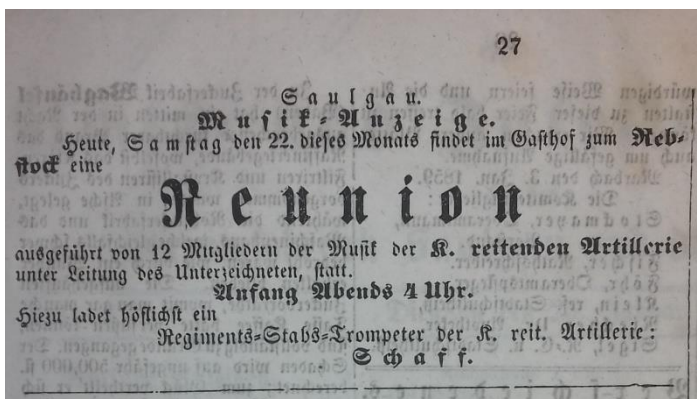 27
Saulgau.
Musik-Anzeige.
Heute, Samstag den 22. dieses Monats findet im Gasthof zum Reb-
stock eine
Reunion
ausgeführt von 12 Mitgliedern der Musik der K. reitenden Artillerie
unter Leitung des Unterzeichneten, statt.
Anfang Abends 4 Uhr.
Hiezu ladet höflichst ein
Regiments-Stabs-Trompeter der K. reit. Artillerie:
Schaff.